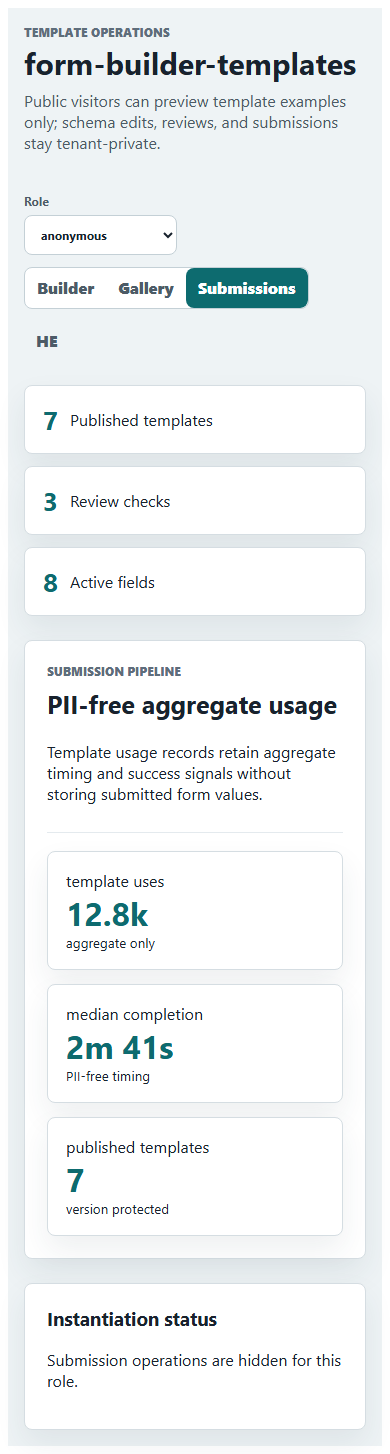 TEMPLATE OPERATIONS
form-builder-templates
Public visitors can preview template examples
only; schema edits, reviews, and submissions
stay tenant-private.
Role
anonymous
Builder Gallery Submissions
HE
7 Published templates
3 Review checks
8 Active fields
SUBMISSION PIPELINE
PII-free aggregate usage
Template usage records retain aggregate
timing and success signals without
storing submitted form values.
template uses
12.8k
aggregate only
median completion
2m 41s
PII-free timing
published templates
7
version protected
Instantiation status
Submission operations are hidden for this
role.